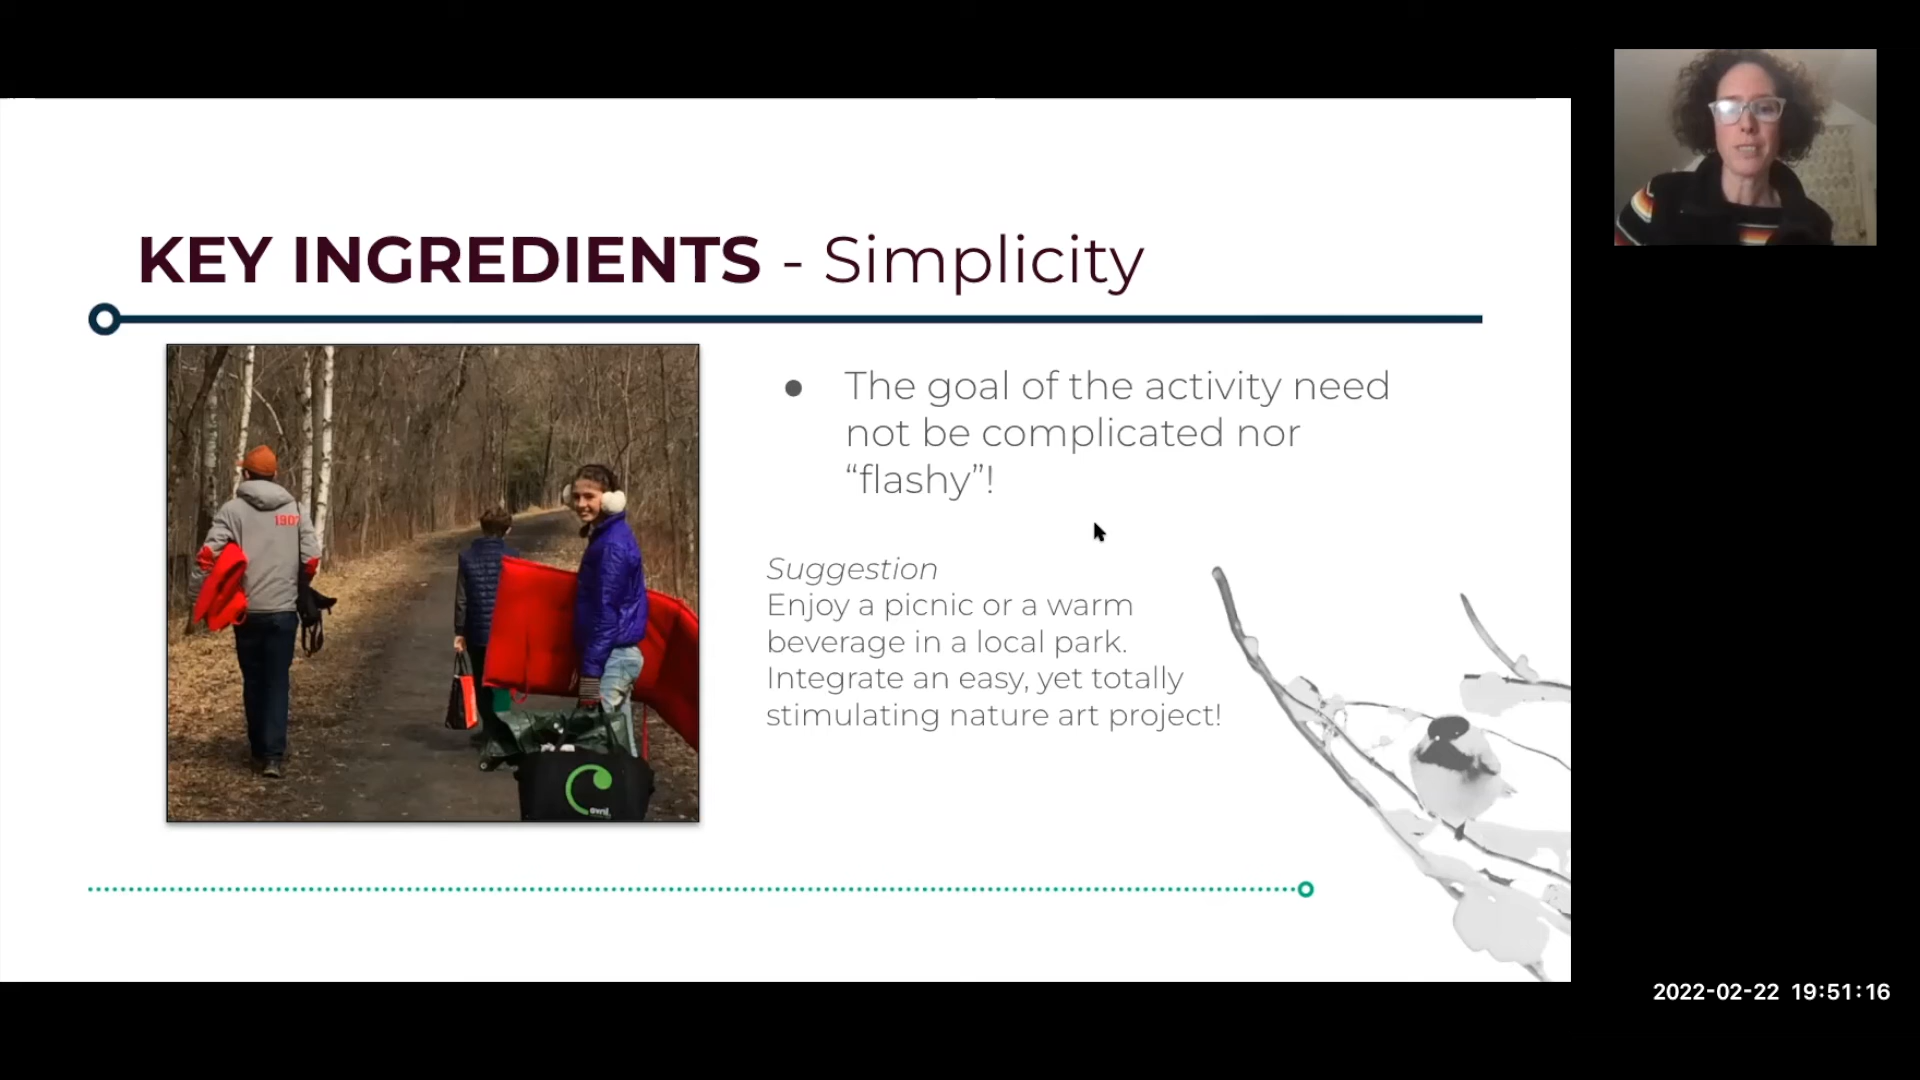 KEY INGREDIENTS - Simplicity
● The goal of the activity need
not be complicated nor
“flashy”!
Suggestion
Enjoy a picnic or a warm
beverage in a local park.
Integrate an easy, yet totally
stimulating nature art project!
1907
avril
2022-02-22 19:51:16